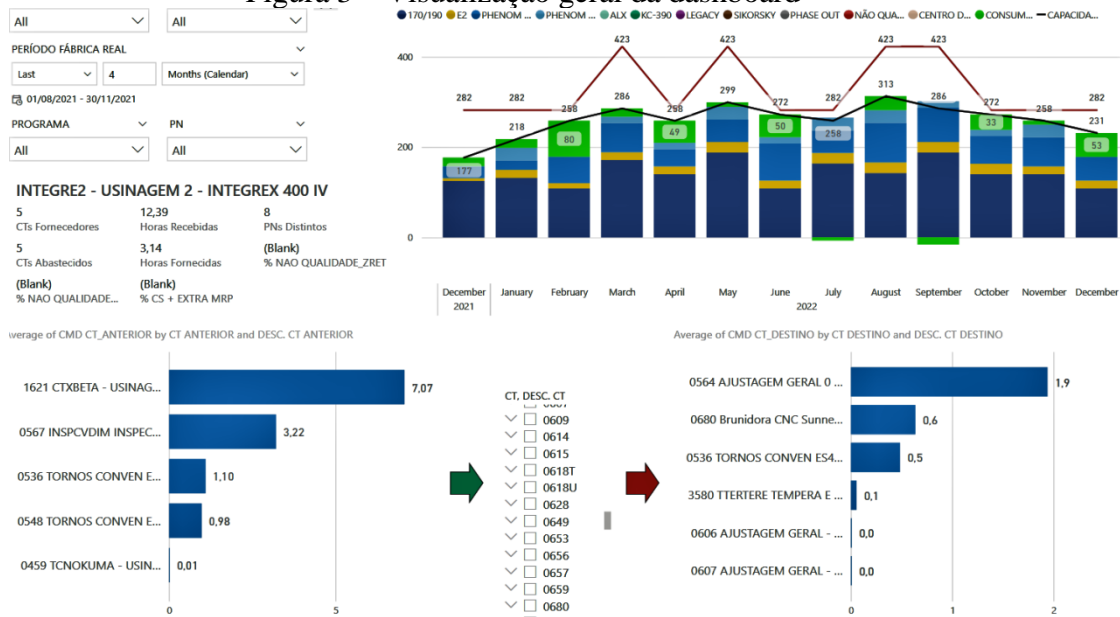 Figura 3 – Visualização geral da dashboard
All
All
PERÍODO FÁBRICA REAL
Last
4
Months (Calendar)
01/08/2021 - 30/11/2021
PROGRAMA
PN
All
All
INTEGRE2 - USINAGEM 2 - INTEGREX 400 IV
5
12,39
8
CTs Fornecedores
Horas Recebidas
PNs Distintos
5
3,14
(Blank)
CTs Abastecidos
Horas Fornecidas
% NAO QUALIDADE_ZRET
(Blank)
(Blank)
% NAO QUALIDADE...
% CS + EXTRA MRP
170/190 E2 PHENOM ... PHENOM ... ALX KC-390 LEGACY SIKORSKY PHASE OUT NÃO QUA... CENTRO D... CONSUM... CAPACIDA...
423
423
423
423
400
282
282
258
286
258
299
272
282
313
286
272
258
282
218
231
80
49
50
258
33
53
200
177
0
December January February March April May June July August September October November December
2021
2022
Average of CMD CT_ANTERIOR by CT ANTERIOR and DESC. CT ANTERIOR
1621 CTXBETA - USINAG...
7,07
0567 INSPCVDIM INSPEC...
3,22
0536 TORNOS CONVEN E...
1,10
0548 TORNOS CONVEN E...
0,98
0459 TCNOKUMA - USIN...
0,01
0
5
CT, DESC. CT
0609
0614
0615
0618T
0618U
0628
0649
0653
0656
0657
0659
0680
Average of CMD CT_DESTINO by CT DESTINO and DESC. CT DESTINO
0564 AJUSTAGEM GERAL 0 ...
1,9
0680 Brunidora CNC Sunne...
0,6
0536 TORNOS CONVEN ES4...
0,5
3580 TTERTERE TEMPERA E ...
0,1
0606 AJUSTAGEM GERAL - ...
0,0
0607 AJUSTAGEM GERAL - ...
0,0
0
1
2